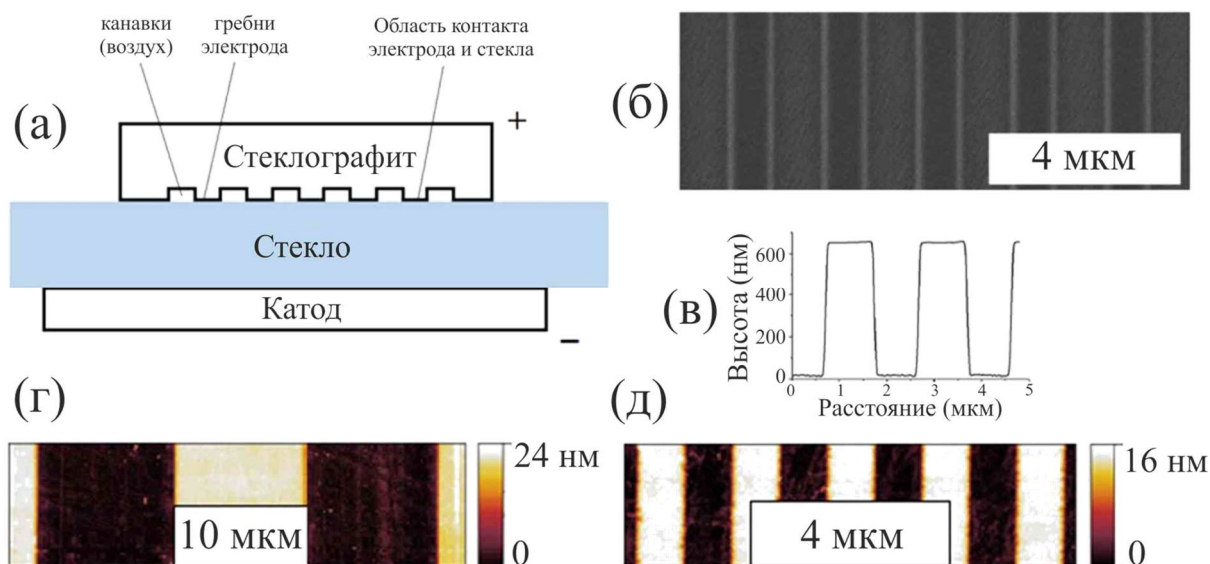 канавки
(воздух)
гребни
электрода
Область контакта
электрода и стекла
(а)
+
Стеклографит
Стекло
Катод
–
(б)
4 мкм
(в)
Высота (нм)
600
400
200
0
0 1 2 3 4 5
Расстояние (мкм)
(г)
24 нм
10 мкм
0
(д)
16 нм
4 мкм
0